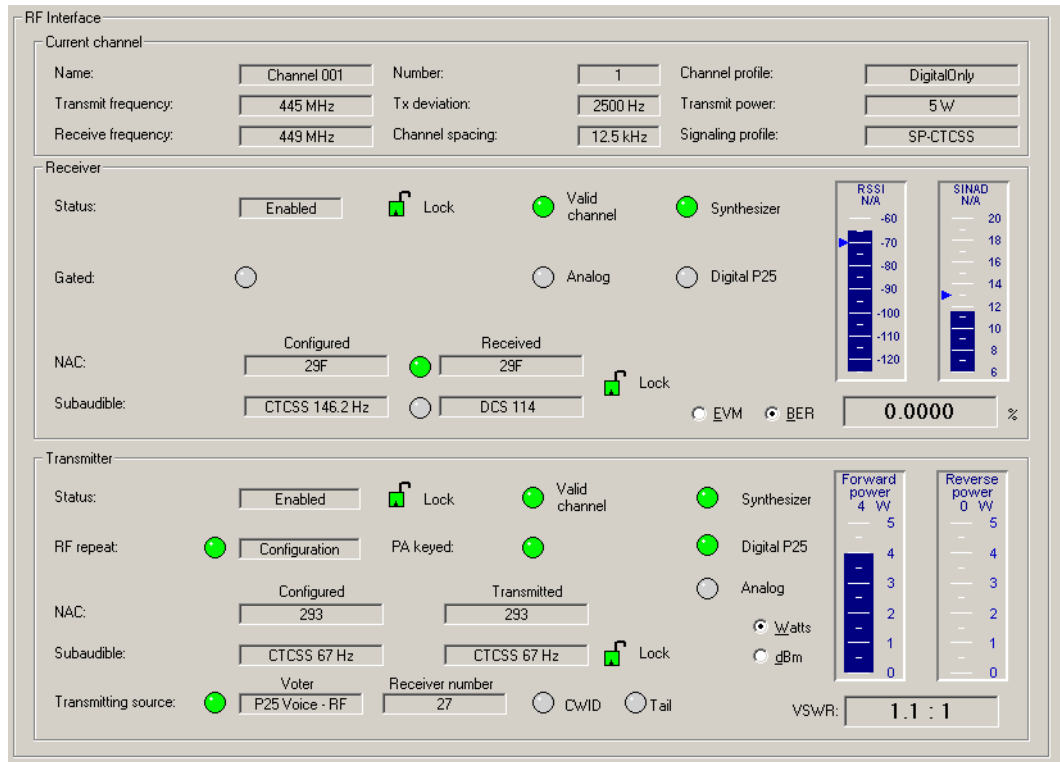 RF Interface
Current channel
Name: Channel 001 Number: 1 Channel profile: DigitalOnly
Transmit frequency: 445 MHz Tx deviation: 2500 Hz Transmit power: 5 W
Receive frequency: 449 MHz Channel spacing: 12.5 kHz Signaling profile: SP-CTCSS
Receiver
Status: Enabled Lock Valid channel Synthesizer
Gated: Analog Digital P25
Configured Received
NAC: 29F 29F
Lock
Subaudible: CTCSS 146.2 Hz DCS 114
EVM BER 0.0000 %
RSSI
N/A
-60
-70
-80
-90
-100
-110
-120
SINAD
N/A
20
18
16
14
12
10
8
6
Transmitter
Status: Enabled Lock Valid channel Synthesizer
RF repeat: Configuration PA keyed: Digital P25
Analog
Configured Transmitted
NAC: 293 293
Watts
Subaudible: CTCSS 67 Hz CTCSS 67 Hz Lock
dBm
Voter Receiver number
Transmitting source: P25 Voice - RF 27 CWID Tail
Forward
power
4 W
5
4
3
2
1
0
Reverse
power
0 W
5
4
3
2
1
0
VSWR: 1.1 : 1